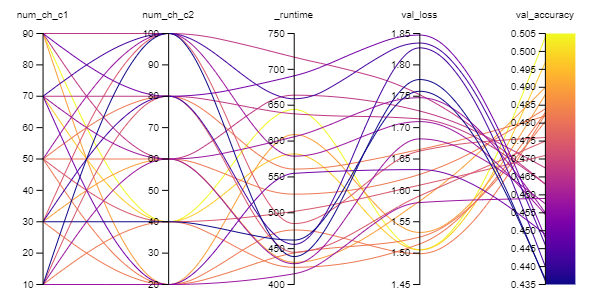 num_ch_c1 num_ch_c2 _runtime val_loss val_accuracy
90 100 750 1.85 0.505
80 90 700 1.80 0.500
70 80 650 1.75 0.495
60 70 600 1.70 0.490
50 60 550 1.65 0.485
40 50 500 1.60 0.480
30 40 450 1.55 0.475
20 30 400 1.50 0.470
10 20 1.45 0.465
0.460
0.455
0.450
0.445
0.440
0.435